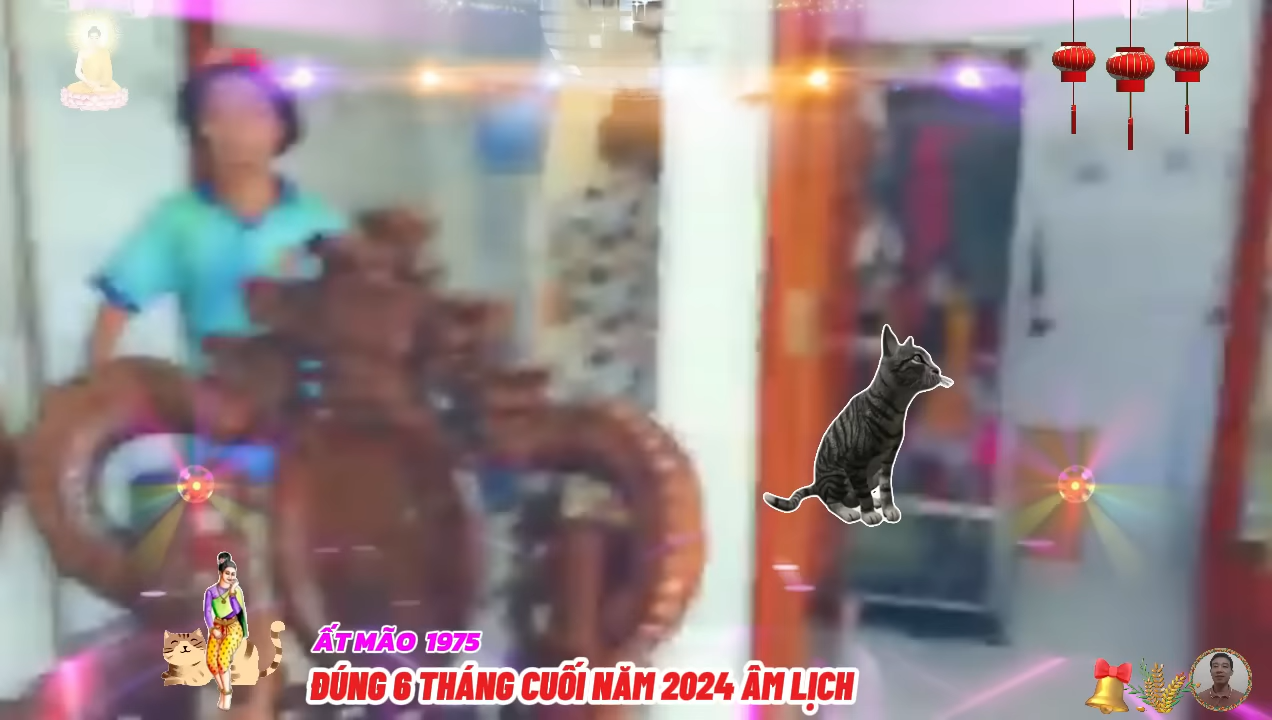 ẤT MÃO 1975
ĐÚNG 6 THÁNG CUỐI NĂM 2024 ÂM LỊCH